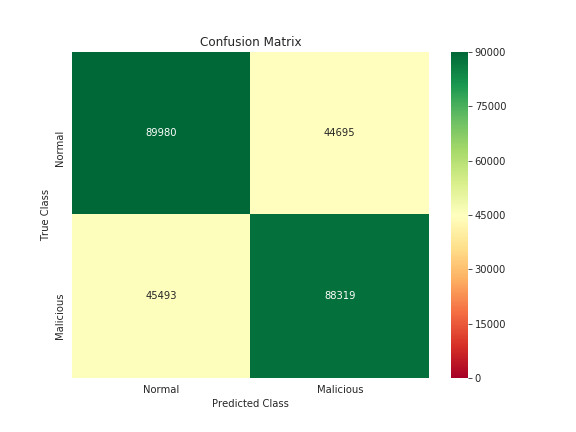 Confusion Matrix
Normal
Malicious
True Class
89980
44695
45493
88319
Normal
Malicious
Predicted Class
90000
75000
60000
45000
30000
15000
0